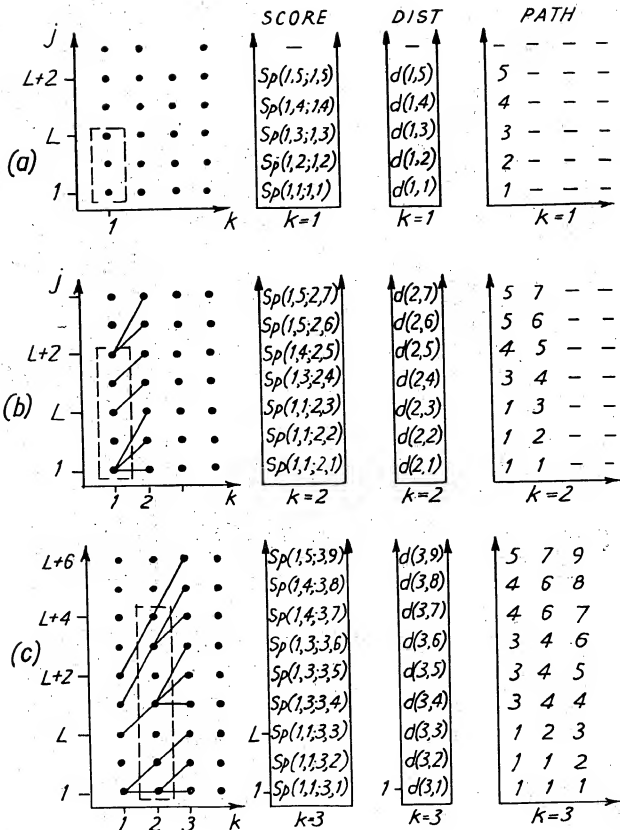 SCORE DIST PATH
(a)
j
L+2
L
1
1 k
–
Sp(1,5;1,5)
Sp(1,4;1,4)
Sp(1,3;1,3)
Sp(1,2;1,2)
Sp(1,1;1,1)
k=1
–
d(1,5)
d(1,4)
d(1,3)
d(1,2)
d(1,1)
k=1
– – – –
5 – – –
4 – – –
3 – – –
2 – – –
1 – – –
k=1
(b)
j
L+2
L
1
1 2 k
Sp(1,5;2,7)
Sp(1,5;2,6)
Sp(1,4;2,5)
Sp(1,3;2,4)
Sp(1,1;2,3)
Sp(1,1;2,2)
Sp(1,1;2,1)
k=2
d(2,7)
d(2,6)
d(2,5)
d(2,4)
d(2,3)
d(2,2)
d(2,1)
k=2
5 7 – –
5 6 – –
4 5 – –
3 4 – –
1 3 – –
1 2 – –
1 1 – –
k=2
(c)
L+6
L+4
L+2
L
1
1 2 3 k
Sp(1,5;3,9)
Sp(1,4;3,8)
Sp(1,4;3,7)
Sp(1,3;3,6)
Sp(1,3;3,5)
Sp(1,3;3,4)
L Sp(1,1;3,3)
Sp(1,1;3,2)
1 Sp(1,1;3,1)
k=3
d(3,9)
d(3,8)
d(3,7)
d(3,6)
d(3,5)
d(3,4)
d(3,3)
d(3,2)
1 d(3,1)
k=3
5 7 9
4 6 8
4 6 7
3 4 6
3 4 5
3 4 4
1 2 3
1 1 2
1 1 1
k=3